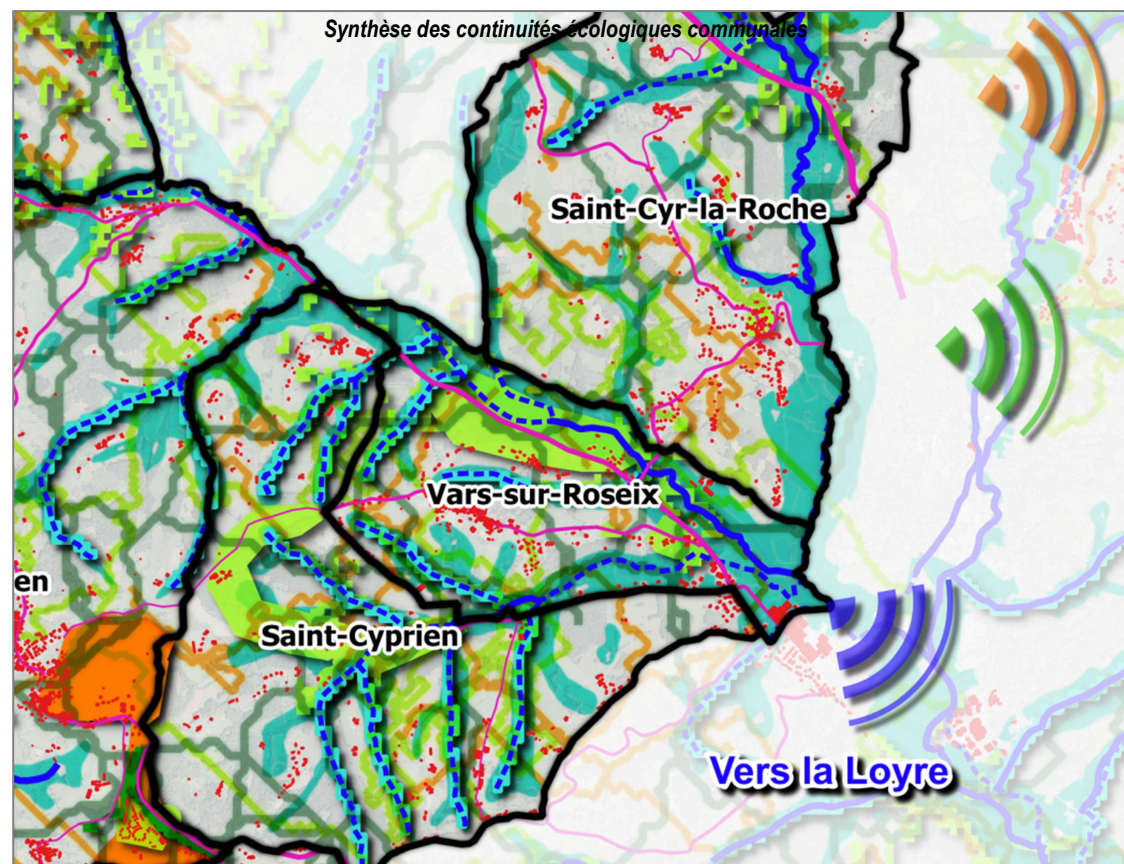 Synthèse des continuités écologiques communales
Saint-Cyr-la-Roche
Vars-sur-Roseix
en
Saint-Cyprien
Vers la Loyre